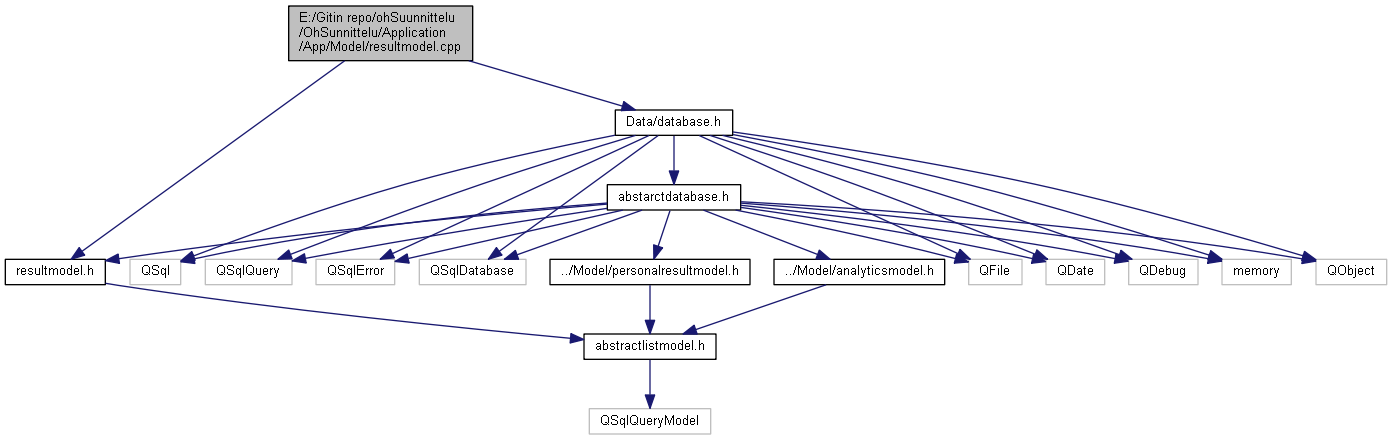 E:/Gitin repo/ohSuunnittelu
/OhSunnittelu/Application
/App/Model/resultmodel.cpp
Data/database.h
abstarctdatabase.h
resultmodel.h
QSql
QSqlQuery
QSqlError
QSqlDatabase
../Model/personalresultmodel.h
../Model/analyticsmodel.h
QFile
QDate
QDebug
memory
QObject
abstractlistmodel.h
QSqlQueryModel